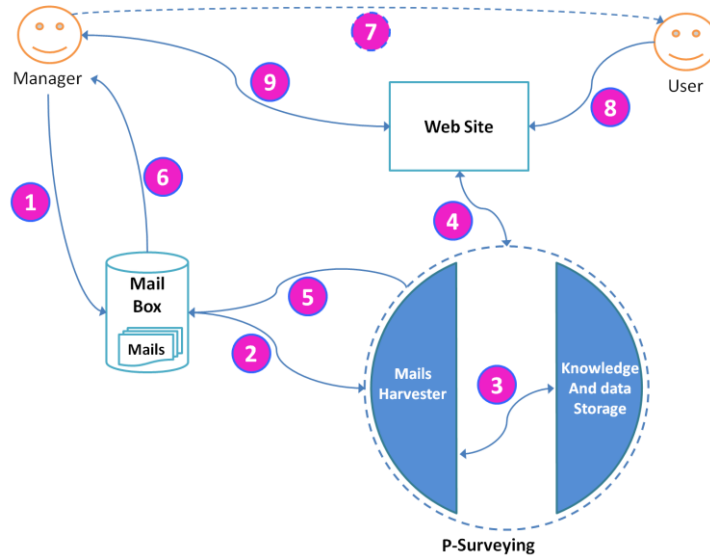 7
Manager
User
9
8
Web Site
6
1
4
Mail
Box
Mails
5
2
Mails
Harvester
3
Knowledge
And data
Storage
P-Surveying